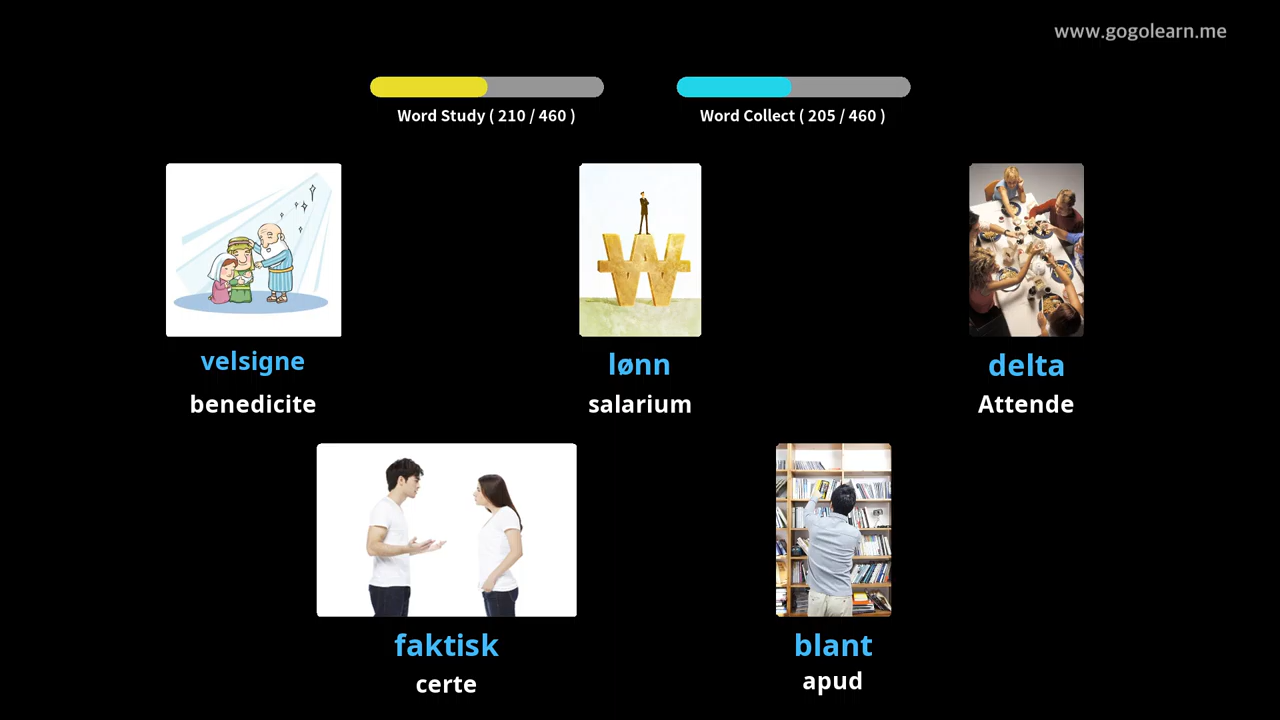 www.gogolearn.me
Word Study ( 210 / 460 )
Word Collect ( 205 / 460 )
velsigne
benedicite
lønn
salarium
delta
Attende
faktisk
certe
blant
apud